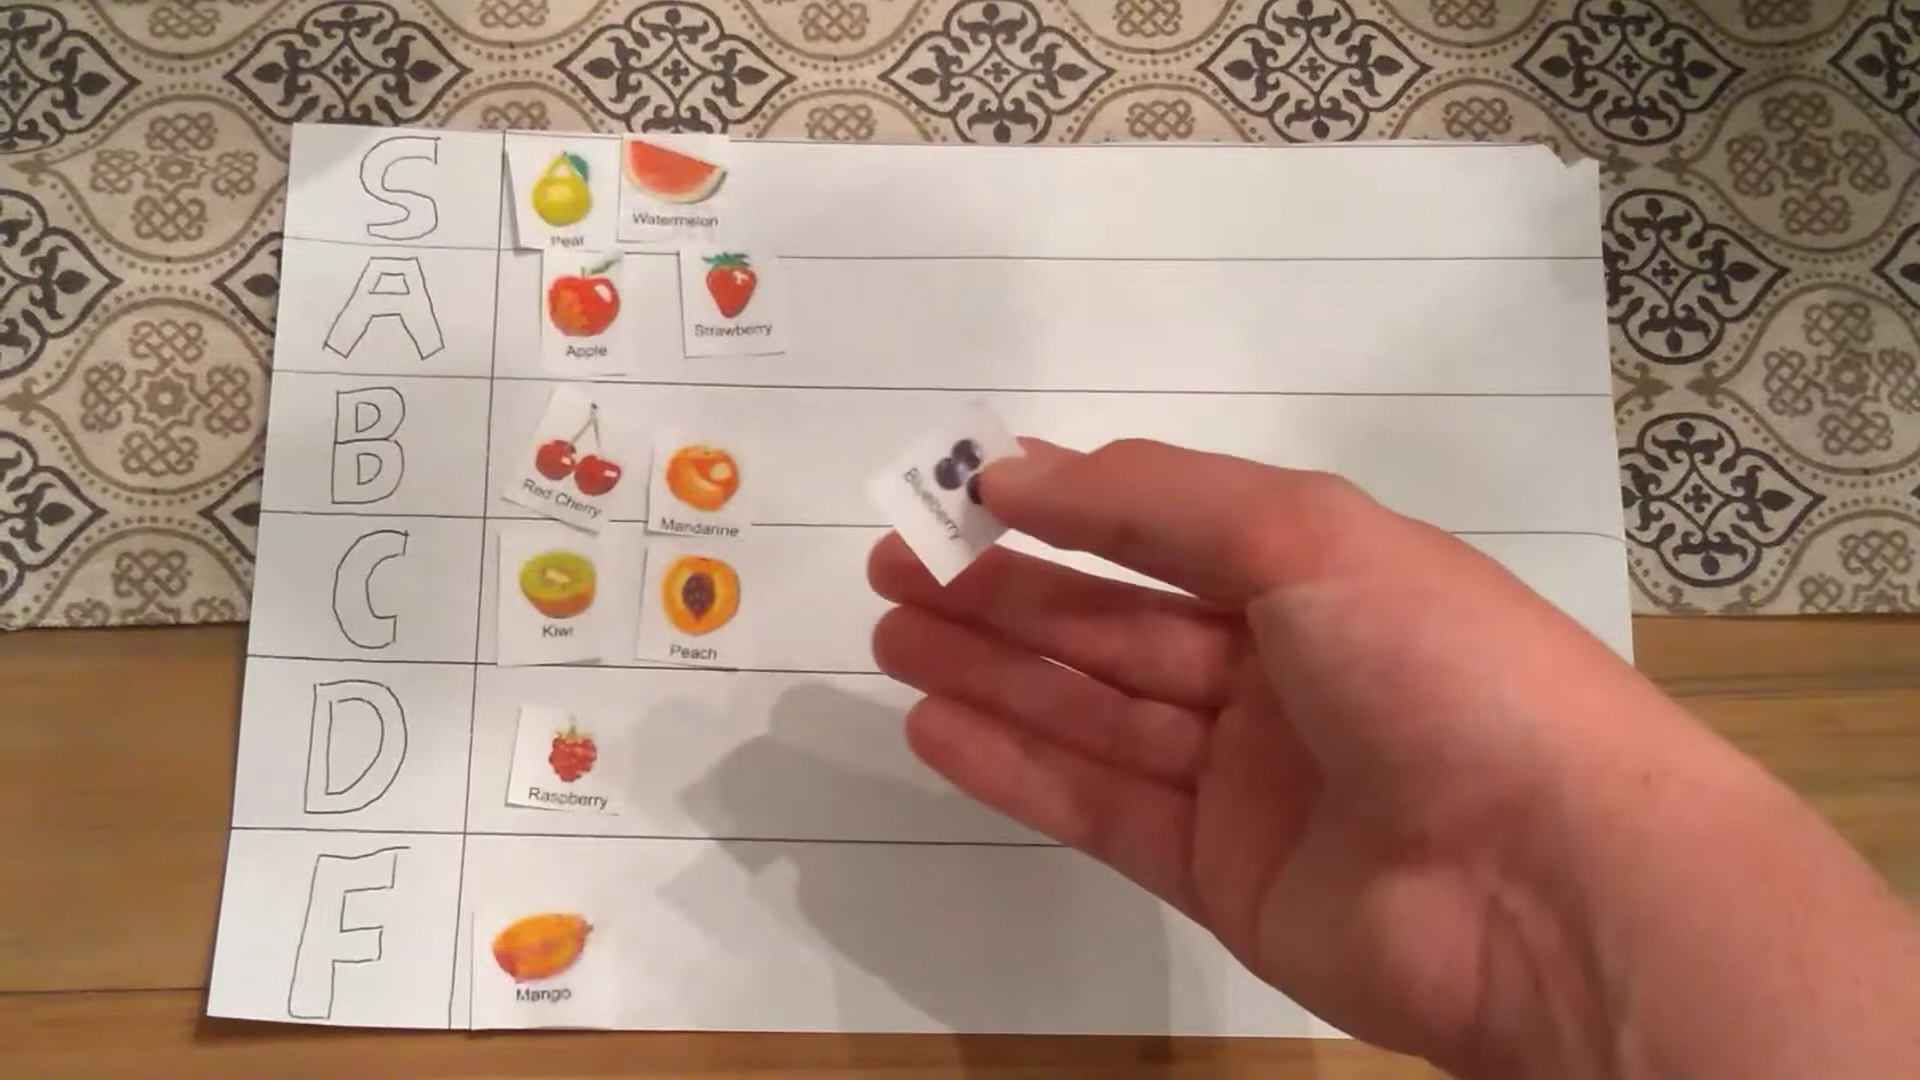 S
Pear
Watermelon
A
Apple
Strawberry
B
Red Cherry
Mandarine
Blueberry
C
Kiwi
Peach
D
Raspberry
F
Mango